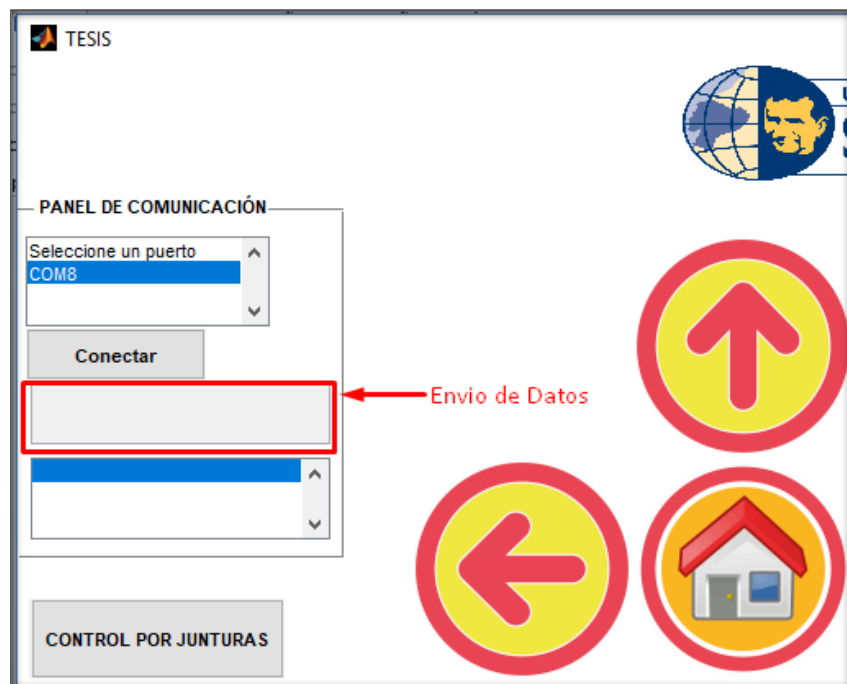 TESIS
PANEL DE COMUNICACIÓN
Seleccione un puerto
COM8
Conectar
Envio de Datos
CONTROL POR JUNTURAS